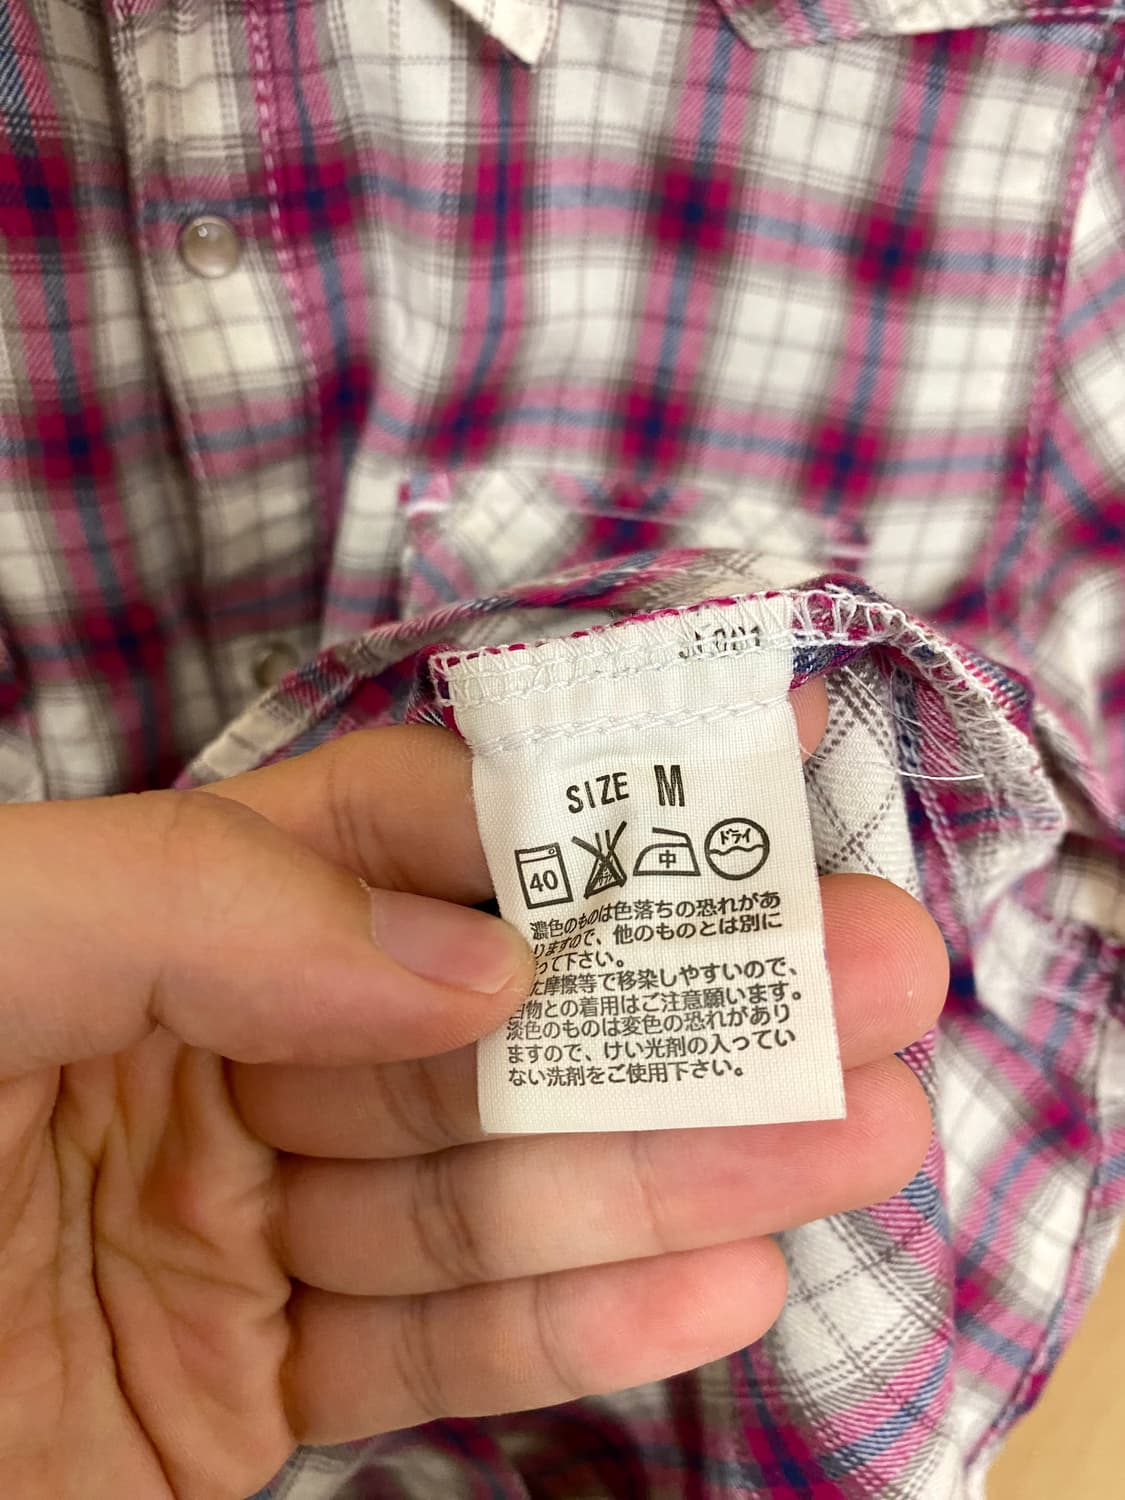 SIZE M
40
中
ドライ
濃色のものは色落ちの恐れがあ
りますので、他のものとは別に
って下さい。
た摩擦等で移染しやすいので、
白物との着用はご注意願います。
淡色のものは変色の恐れがあり
ますので、けい光剤の入ってい
ない洗剤をご使用下さい。